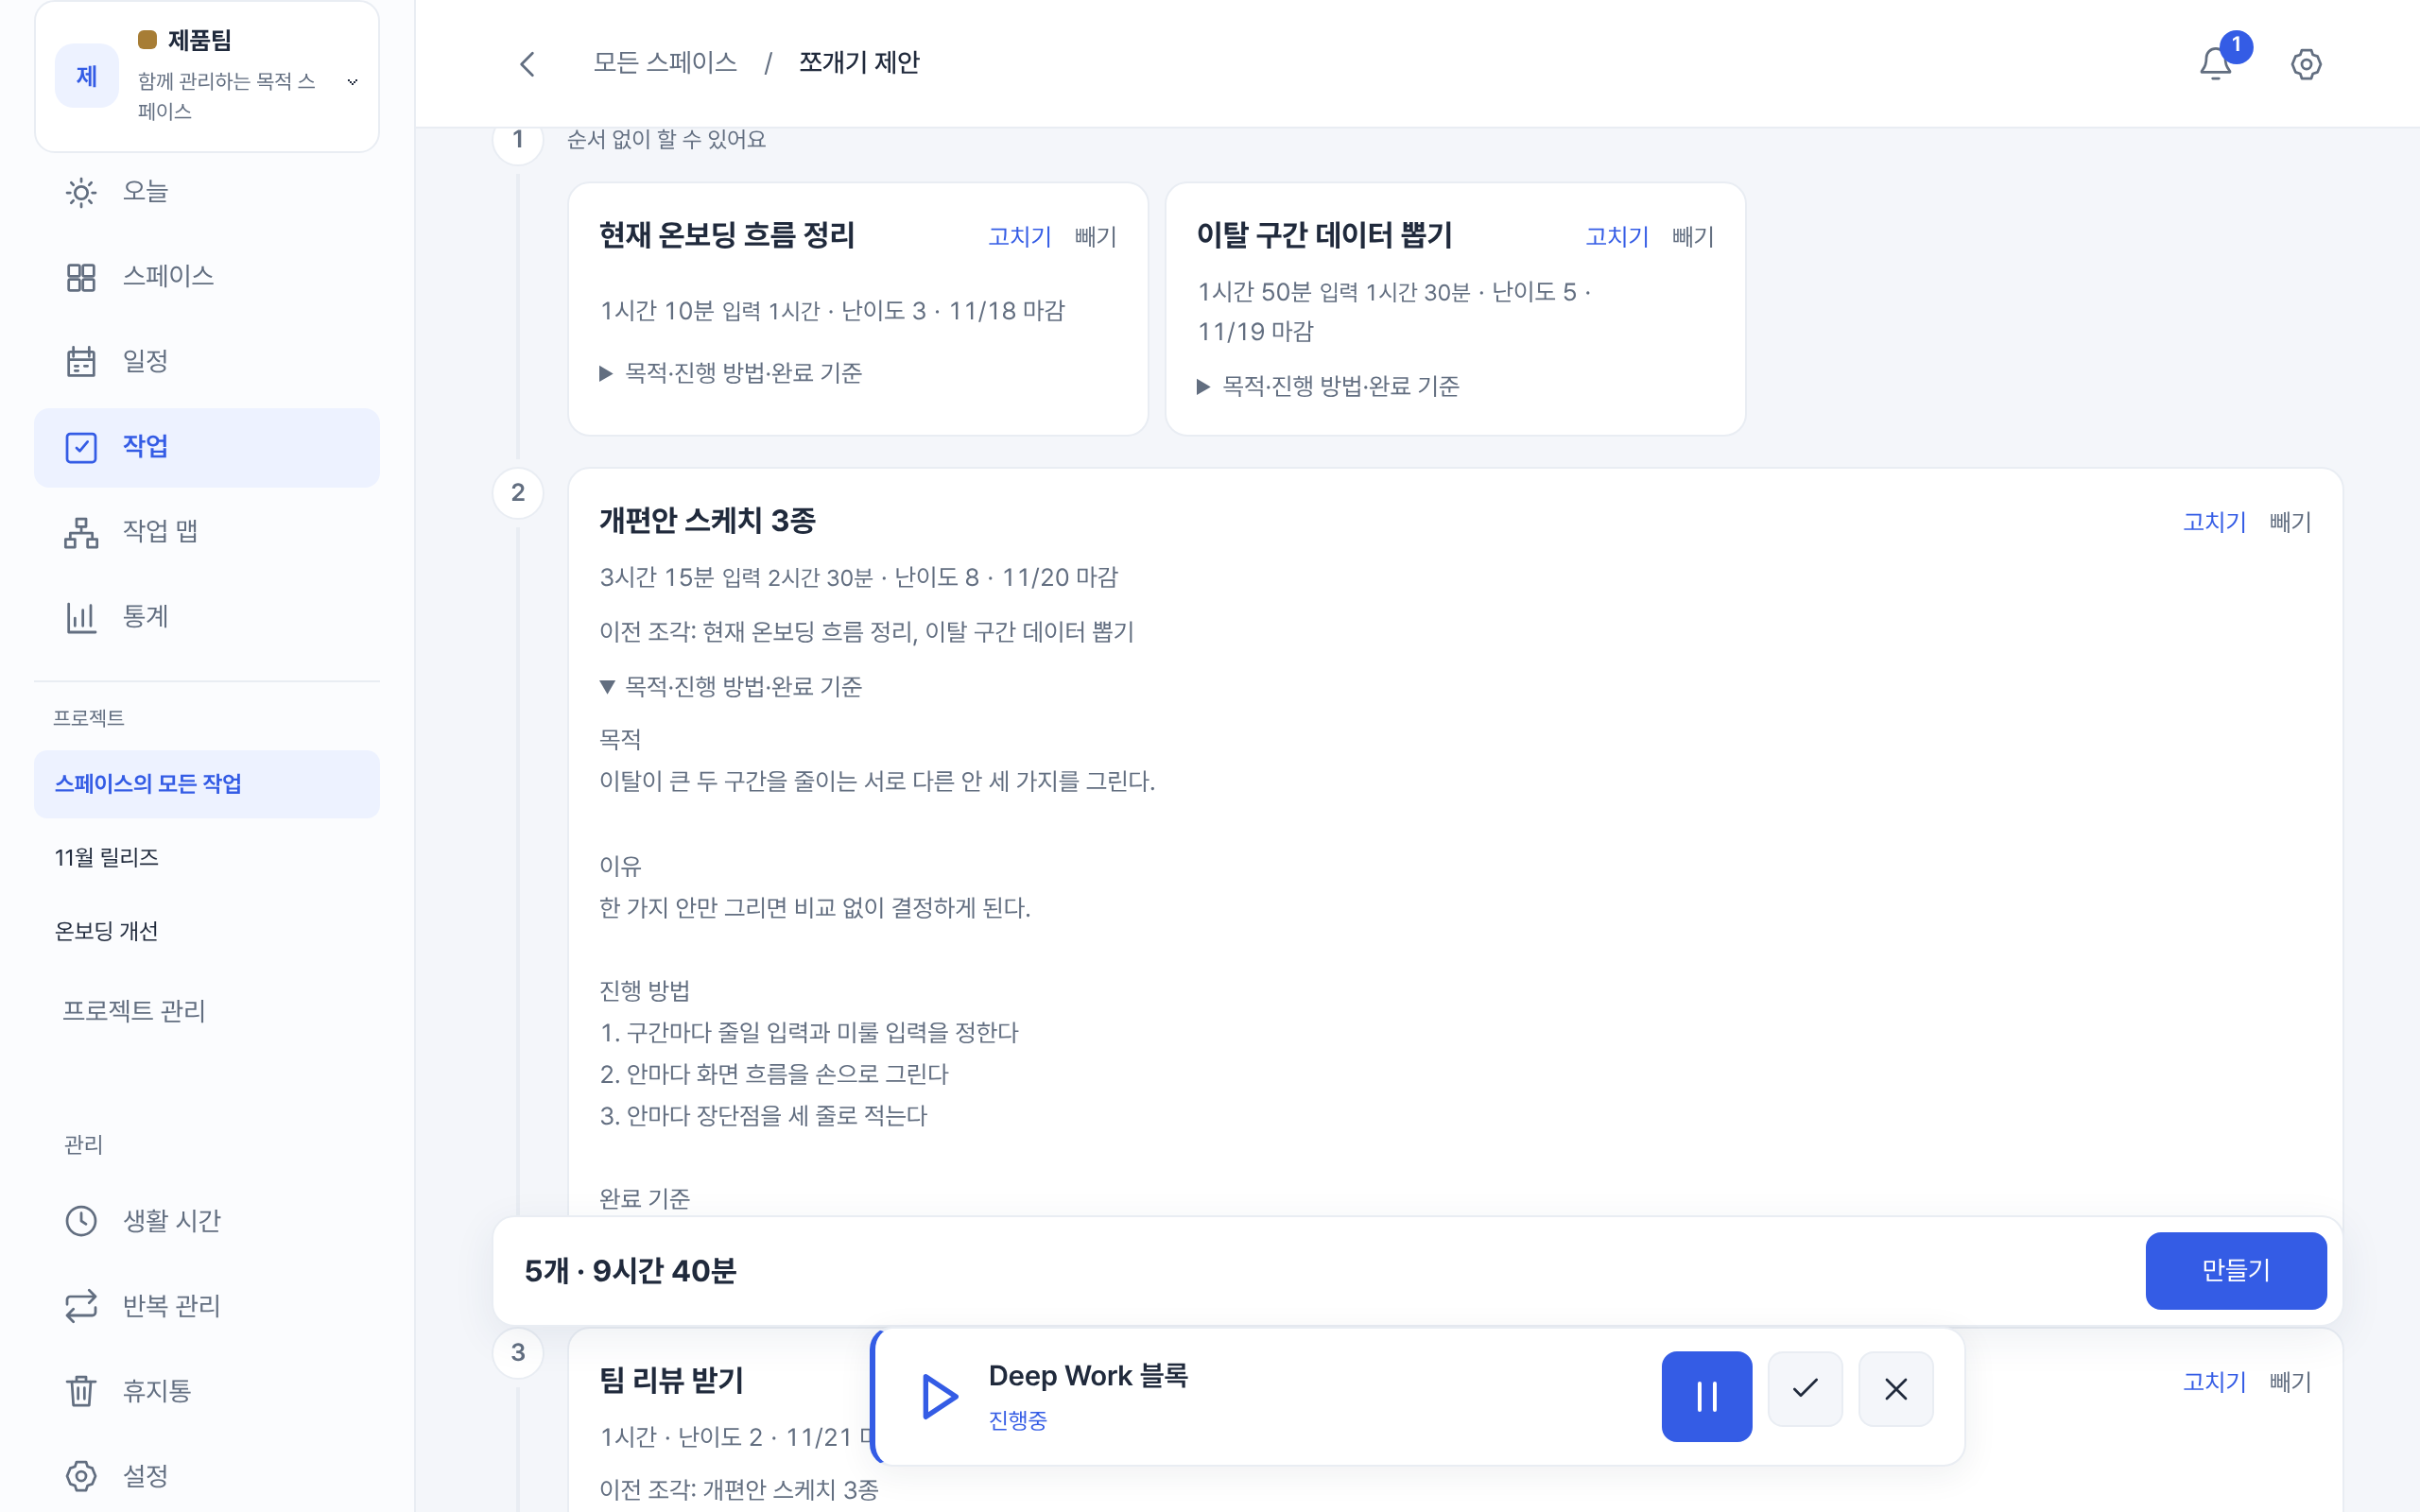 제
제품팀
함께 관리하는 목적 스
페이스
오늘
스페이스
일정
작업
작업 맵
통계
프로젝트
스페이스의 모든 작업
11월 릴리즈
온보딩 개선
프로젝트 관리
관리
생활 시간
반복 관리
휴지통
설정
모든 스페이스 / 쪼개기 제안
1
1 순서 없이 할 수 있어요
현재 온보딩 흐름 정리 고치기 빼기
1시간 10분 입력 1시간 · 난이도 3 · 11/18 마감
▶ 목적·진행 방법·완료 기준
이탈 구간 데이터 뽑기 고치기 빼기
1시간 50분 입력 1시간 30분 · 난이도 5 ·
11/19 마감
▶ 목적·진행 방법·완료 기준
2
개편안 스케치 3종 고치기 빼기
3시간 15분 입력 2시간 30분 · 난이도 8 · 11/20 마감
이전 조각: 현재 온보딩 흐름 정리, 이탈 구간 데이터 뽑기
▼ 목적·진행 방법·완료 기준
목적
이탈이 큰 두 구간을 줄이는 서로 다른 안 세 가지를 그린다.
이유
한 가지 안만 그리면 비교 없이 결정하게 된다.
진행 방법
1. 구간마다 줄일 입력과 미룰 입력을 정한다
2. 안마다 화면 흐름을 손으로 그린다
3. 안마다 장단점을 세 줄로 적는다
완료 기준
5개 · 9시간 40분 만들기
3
팀 리뷰 받기 고치기 빼기
1시간 · 난이도 2 · 11/21
이전 조각: 개편안 스케치 3종
Deep Work 블록
진행중